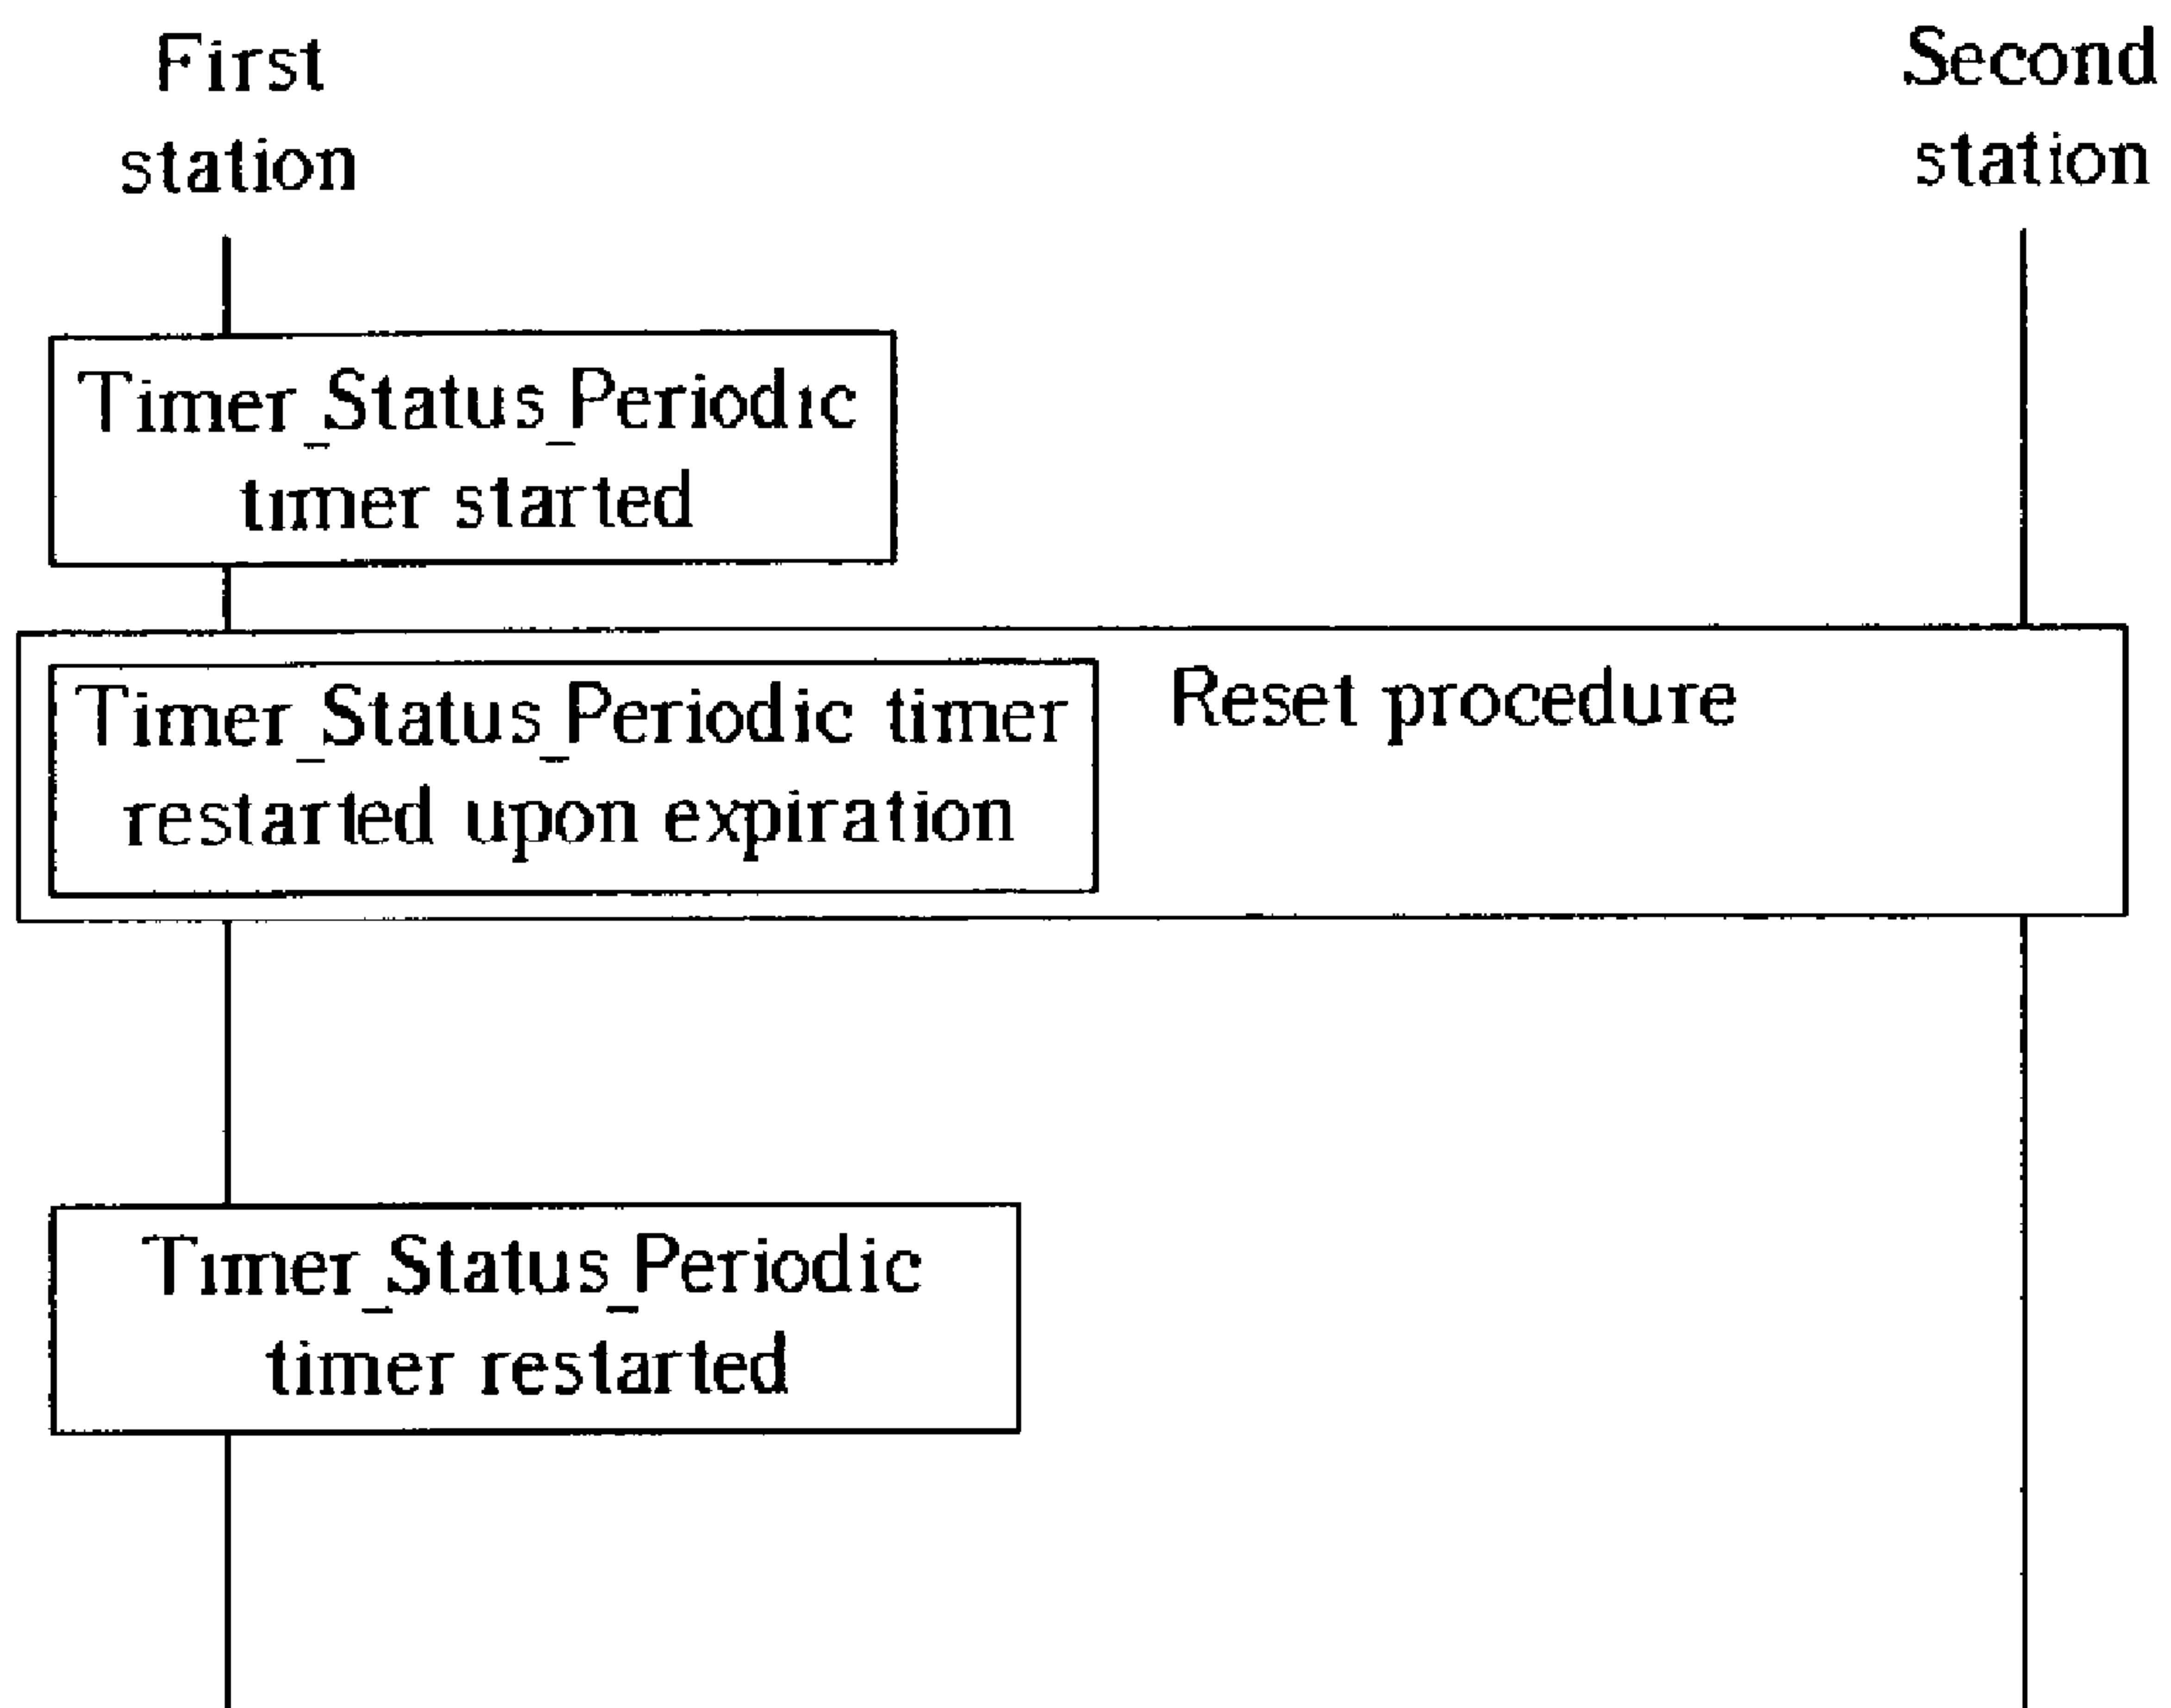 First
station
Second
station
Timer_Status_Periodic
timer started
Timer_Status_Periodic timer
restarted upon expiration
Reset procedure
Timer_Status_Periodic
timer restarted